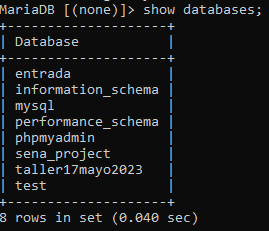 MariaDB [(none)]> show databases;
+--------------------+
| Database           |
+--------------------+
| entrada            |
| information_schema |
| mysql              |
| performance_schema |
| phpmyadmin         |
| sena_project       |
| taller17mayo2023   |
| test               |
+--------------------+
8 rows in set (0.040 sec)